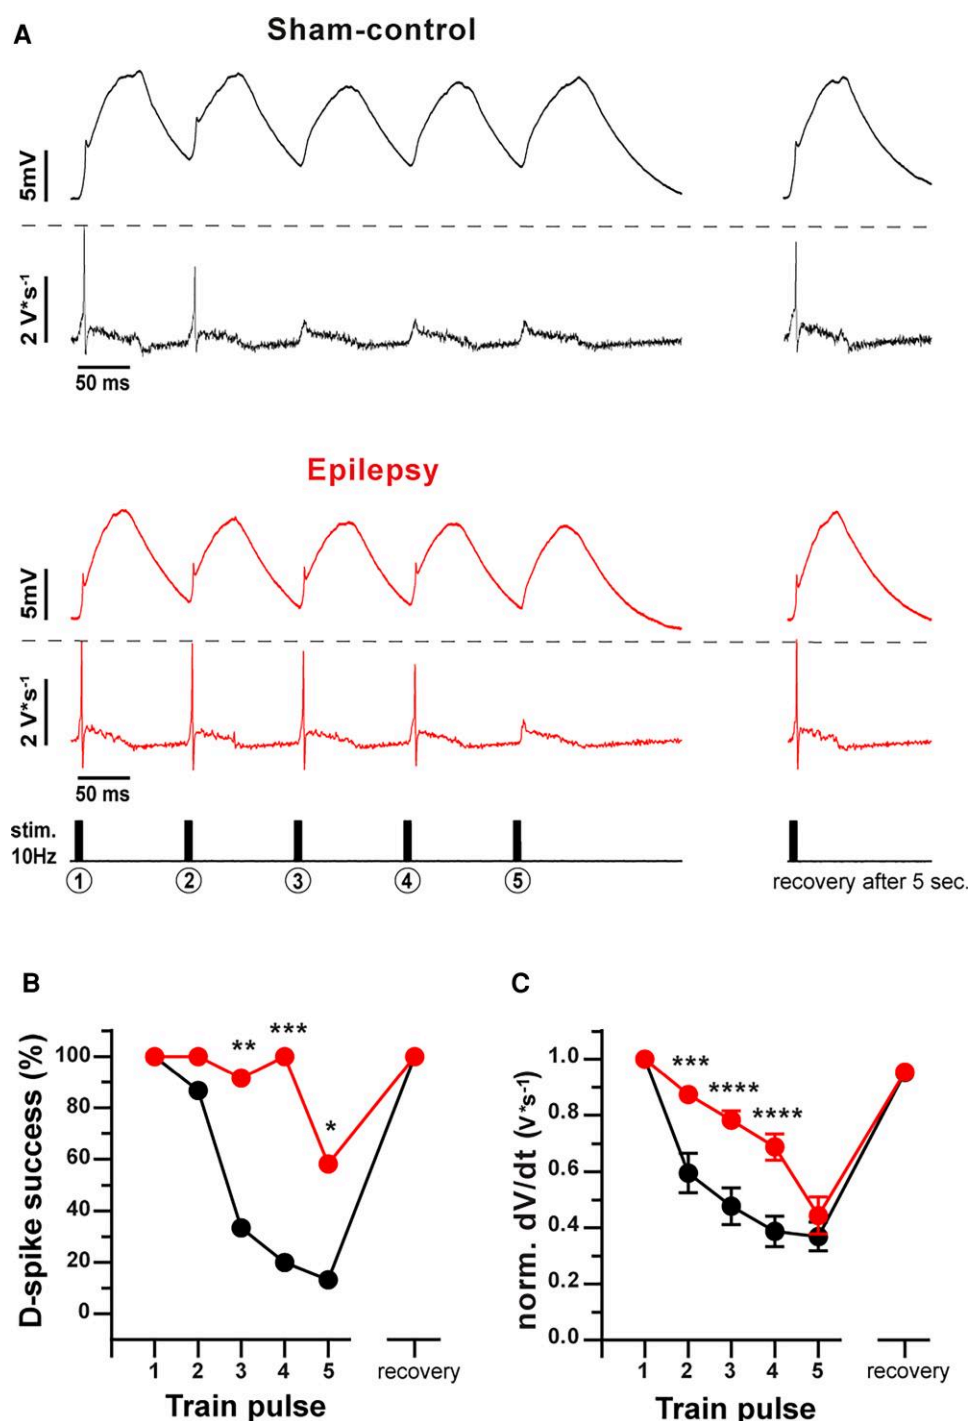 A
Sham-control
5mV
2 V*s⁻¹
50 ms
Epilepsy
5mV
2 V*s⁻¹
50 ms
stim.
10Hz
① ② ③ ④ ⑤
recovery after 5 sec.
B
D-spike success (%)
100
80
60
40
20
0
** *** *
1 2 3 4 5 recovery
Train pulse
C
norm. dV/dt (V*s⁻¹)
1.0
0.8
0.6
0.4
0.2
0.0
*** **** ****
1 2 3 4 5 recovery
Train pulse